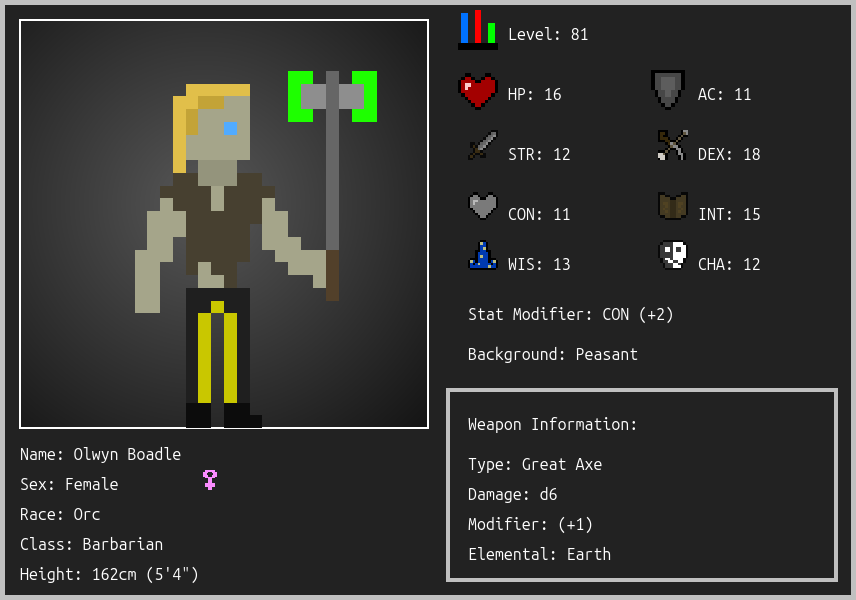 Level: 81
HP: 16
AC: 11
STR: 12
DEX: 18
CON: 11
INT: 15
WIS: 13
CHA: 12
Stat Modifier: CON (+2)
Background: Peasant
Weapon Information:
Type: Great Axe
Damage: d6
Modifier: (+1)
Elemental: Earth
Name: Olwyn Boadle
Sex: Female
Race: Orc
Class: Barbarian
Height: 162cm (5'4")